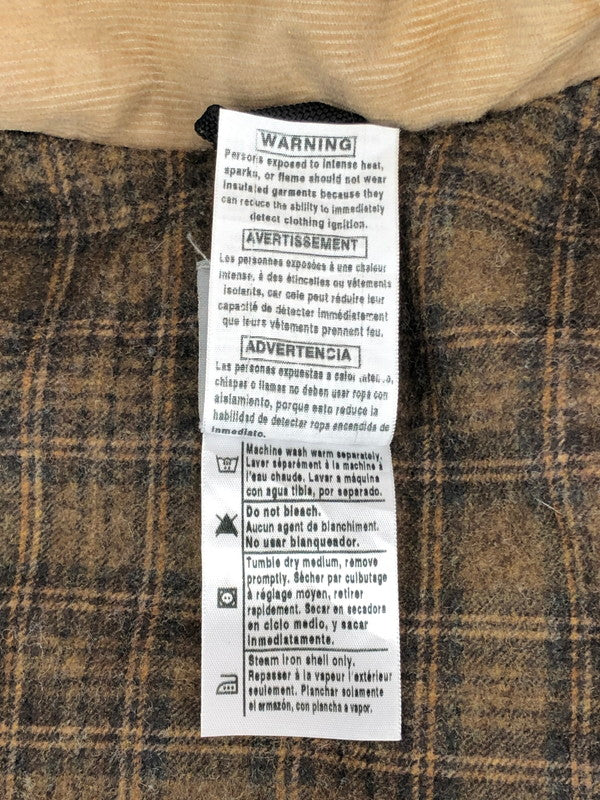 WARNING
Persons exposed to intense heat,
sparks, or flame should not wear
insulated garments because they
can reduce the ability to immediately
detect clothing ignition.
AVERTISSEMENT
Les personnes exposées à une chaleur
intense, à des étincelles ou vêtements
isolants, car cele peut réduire leur
capacité de détecter immédiatement
que leurs vêtements prennent feu.
ADVERTENCIA
Las personas expuestas a calor intenso,
chispas o llamas no deben usar ropa con
aislamiento, porque esto reduce la
habilidad de detectar ropa encendida de
inmediato.
Machine wash warm separately.
Laver séparément à la machine à
l'eau chaude. Lavar a máquina
con agua tibia, por separado.
Do not bleach.
Aucun agent de blanchiment.
No usar blanqueador.
Tumble dry medium, remove
promptly. Sécher par culbutage
à réglage moyen, retirer
rapidement. Secar en secadora
en ciclo medio, y sacar
inmediatamente.
Steam iron shell only.
Repasser à la vapeur l'extérieur
seulement. Planchar solamente
el armazón, con plancha a vapor.